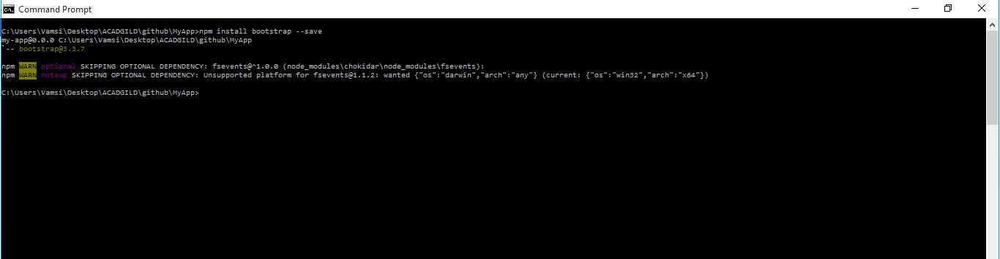 Command Prompt
C:\Users\Vamsi\Desktop\ACADGILD\github\MyApp>npm install bootstrap --save
my-app@0.0.0 C:\Users\Vamsi\Desktop\ACADGILD\github\MyApp
`-- bootstrap@3.3.7
npm WARN optional SKIPPING OPTIONAL DEPENDENCY: fsevents@^1.0.0 (node_modules\chokidar\node_modules\fsevents):
npm WARN notsup SKIPPING OPTIONAL DEPENDENCY: Unsupported platform for fsevents@1.1.2: wanted {"os":"darwin","arch":"any"} (current: {"os":"win32","arch":"x64"})
C:\Users\Vamsi\Desktop\ACADGILD\github\MyApp>